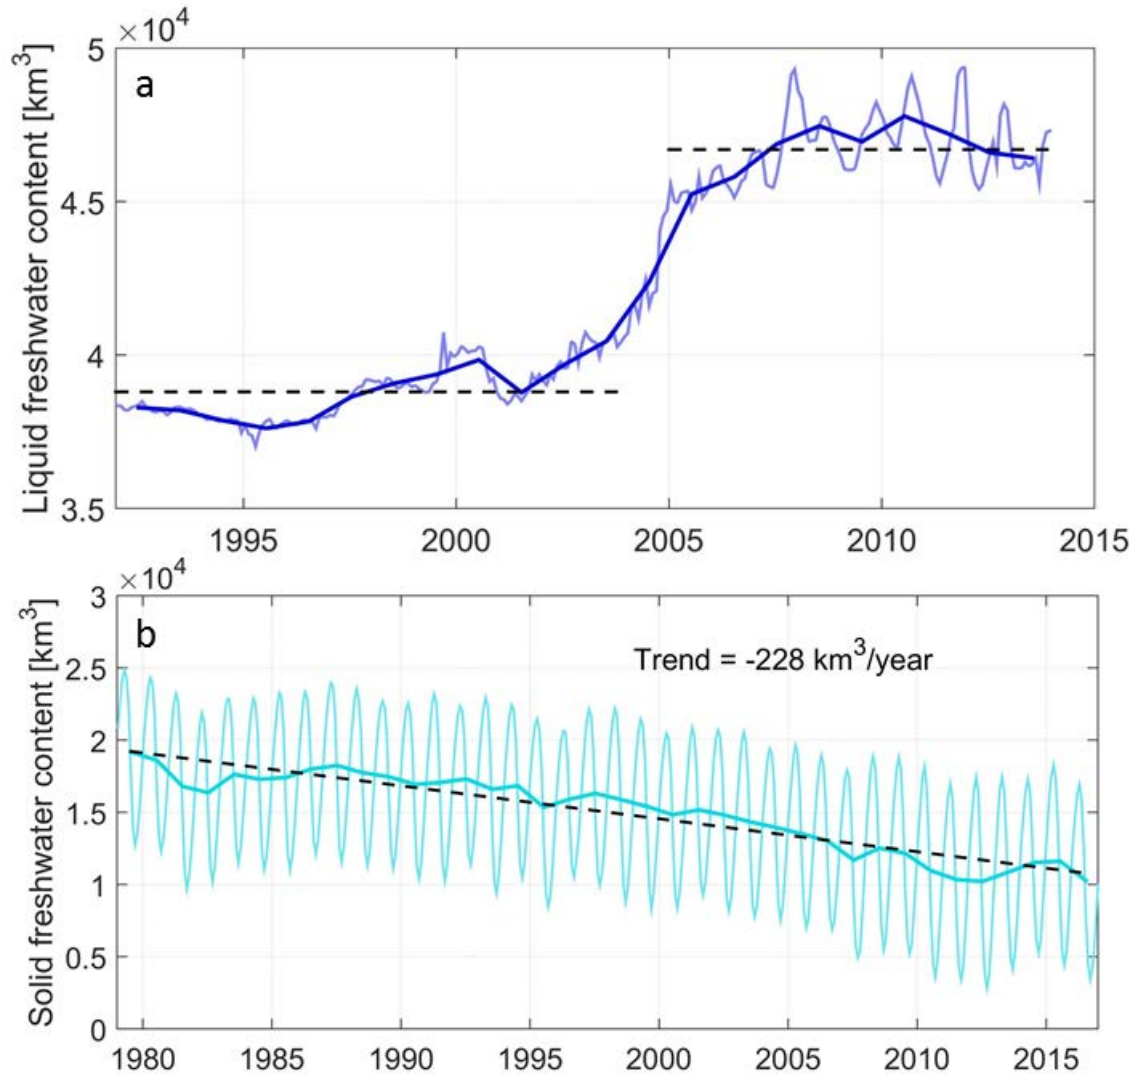 ×10⁴
5
a
4.5
4
3.5
Liquid freshwater content [km³]
1995 2000 2005 2010 2015
×10⁴
3
b
Trend = -228 km³/year
2.5
2
1.5
1
0.5
0
Solid freshwater content [km³]
1980 1985 1990 1995 2000 2005 2010 2015